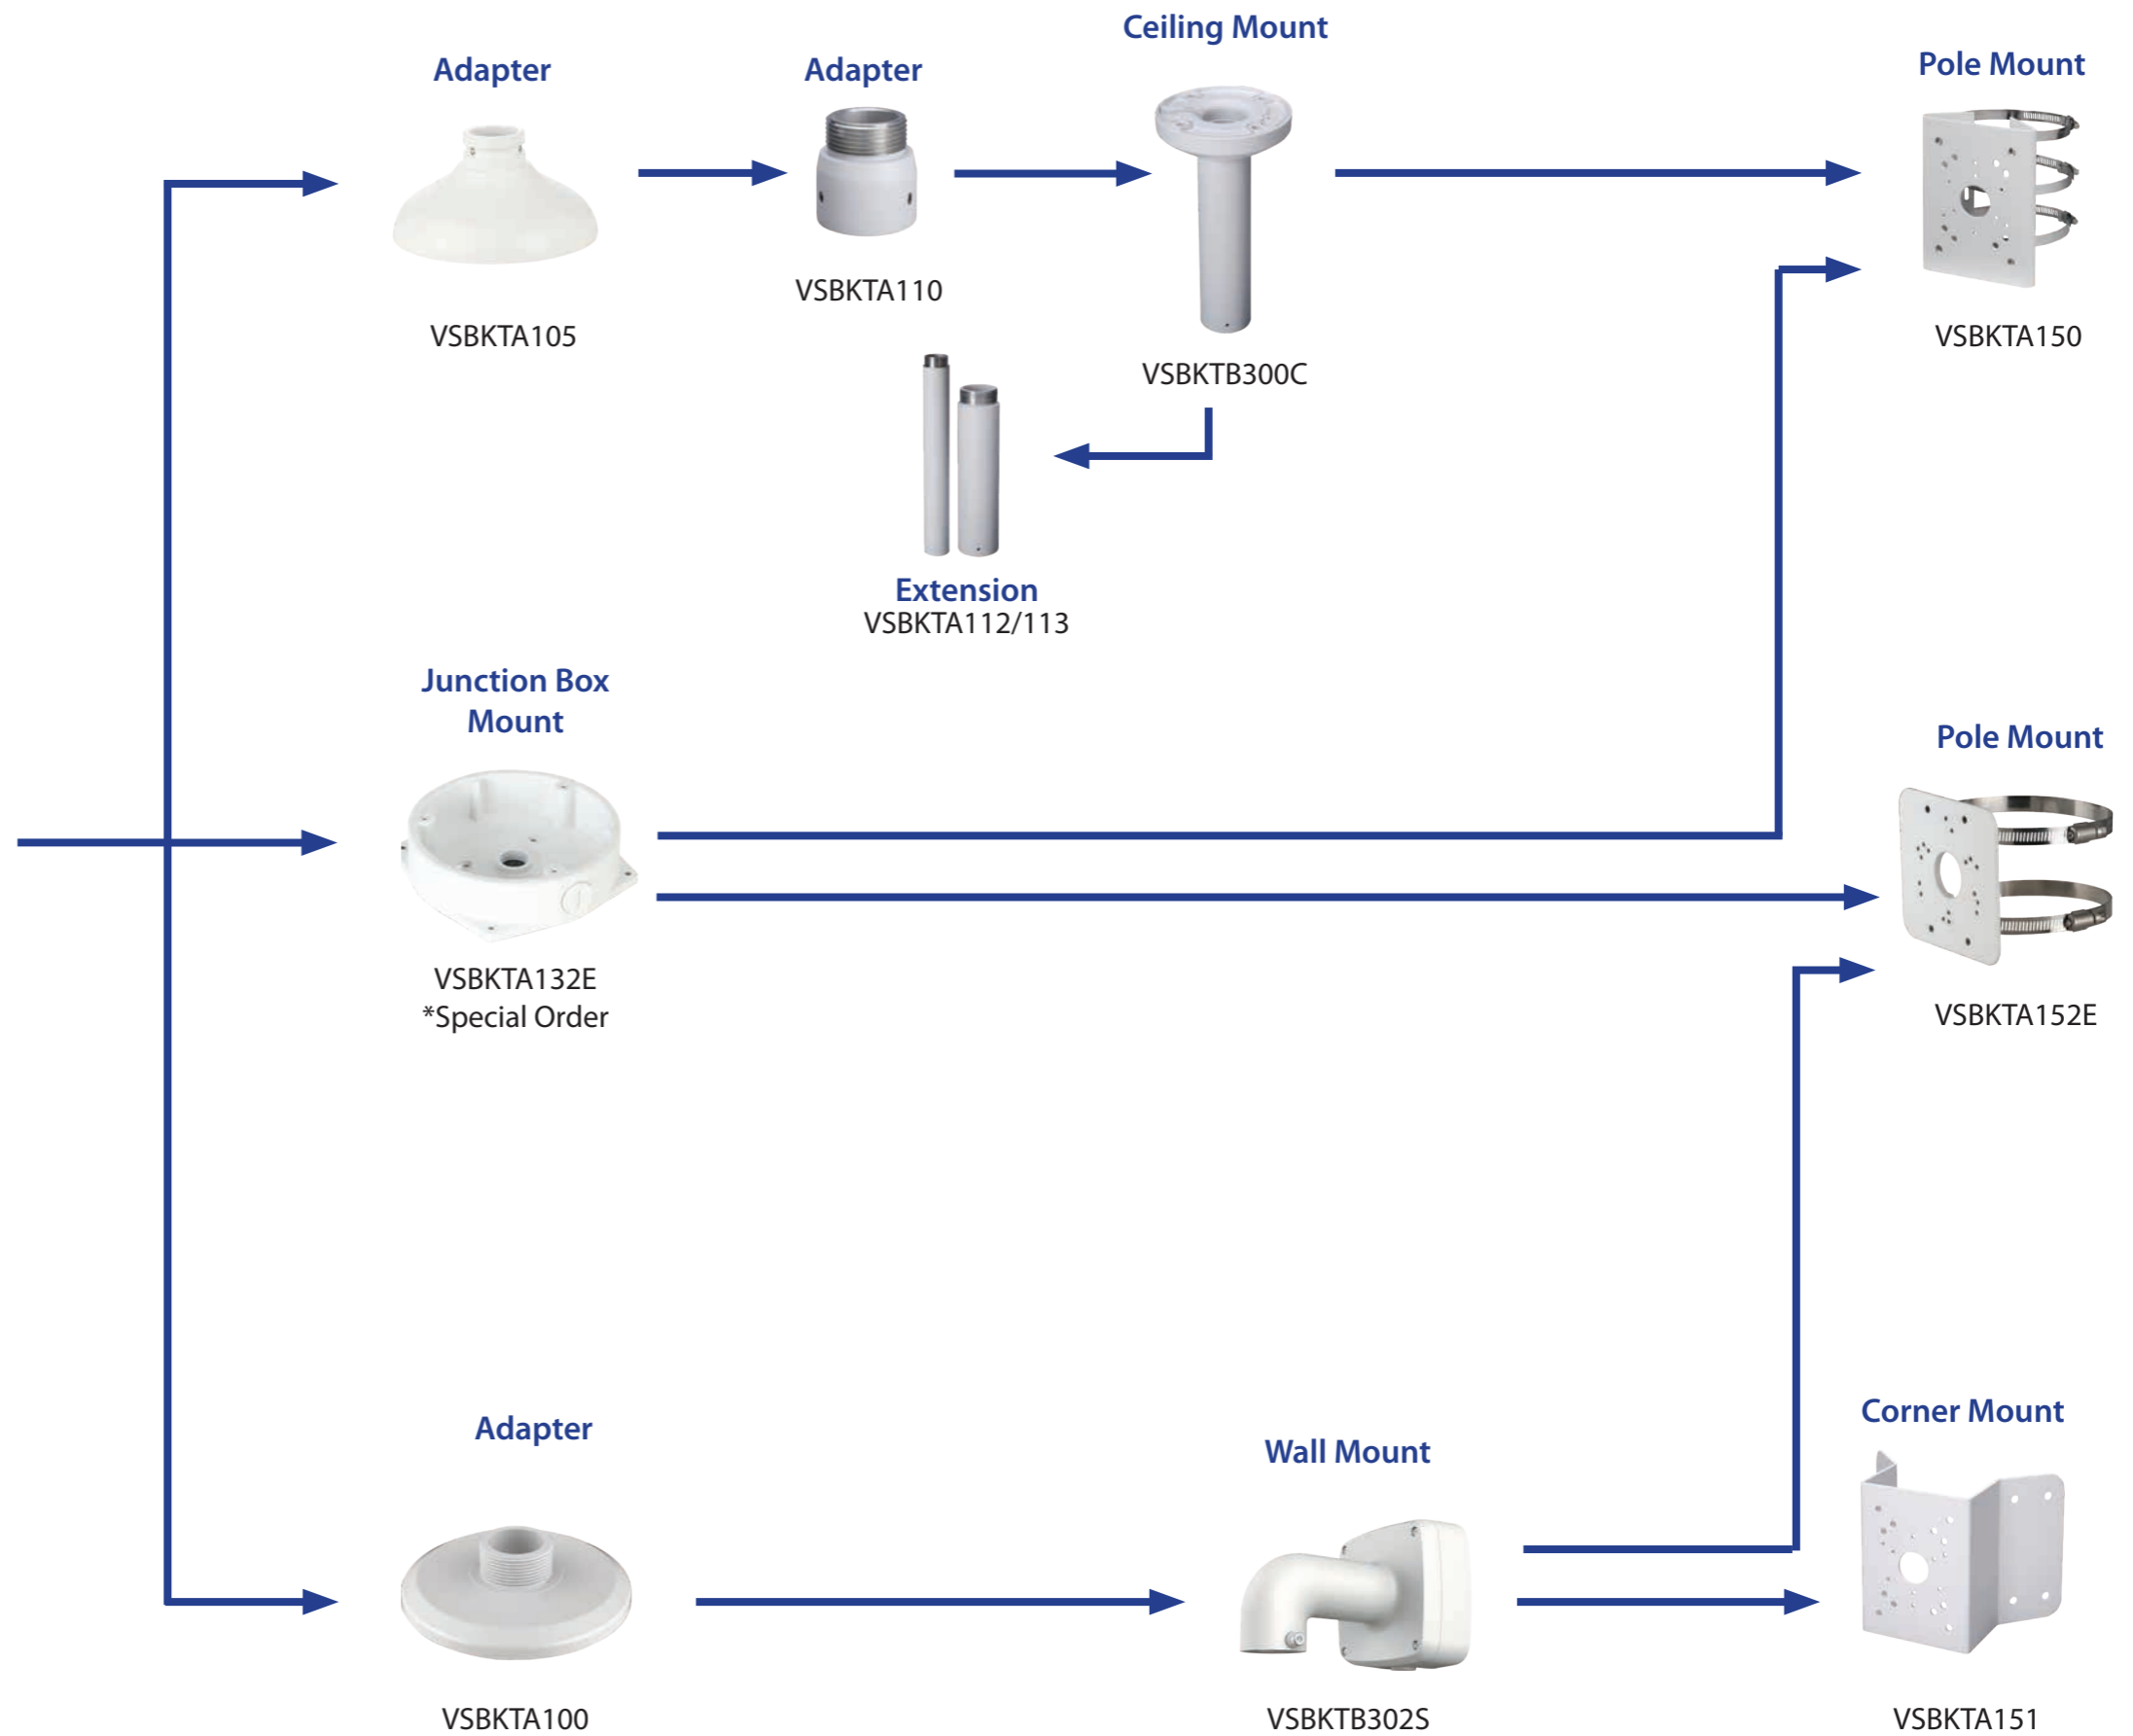 Ceiling Mount
Adapter
Adapter
Pole Mount
VSBKTA105
VSBKTA110
VSBKTB300C
VSBKTA150
Extension
VSBKTA112/113
Junction Box
Mount
VSBKTA132E
*Special Order
Pole Mount
VSBKTA152E
Adapter
VSBKTA100
Wall Mount
VSBKTB302S
Corner Mount
VSBKTA151